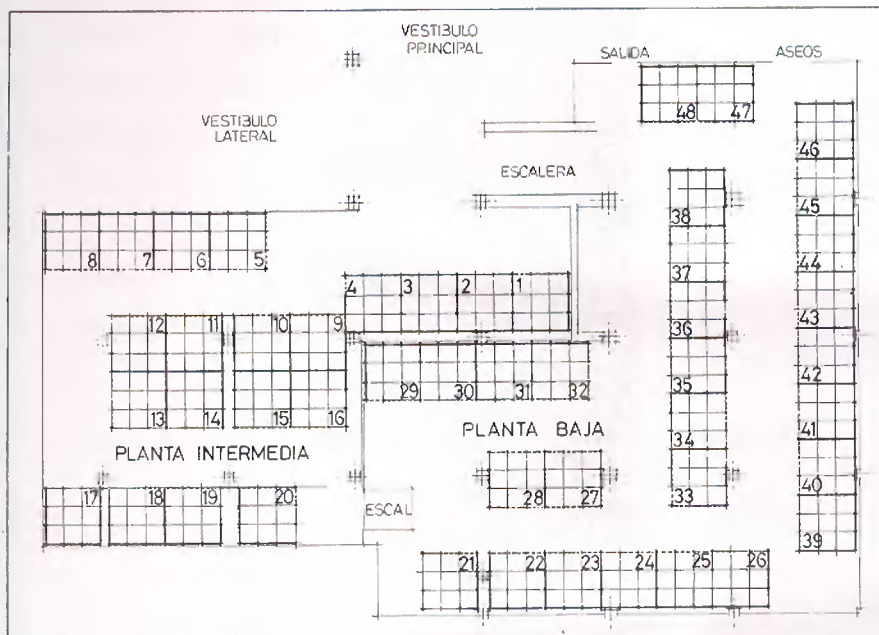 VESTIBULO
PRINCIPAL
SALIDA
ASEOS
VESTIBULO
LATERAL
ESCALERA
48 47
46
45
44
43
42
41
40
39
38
37
36
35
34
33
8 7 6 5
4 3 2 1
12 11 10 9
13 14 15 16
29 30 31 32
PLANTA INTERMEDIA
PLANTA BAJA
28 27
17 18 19 20
ESCAL
21 22 23 24 25 26